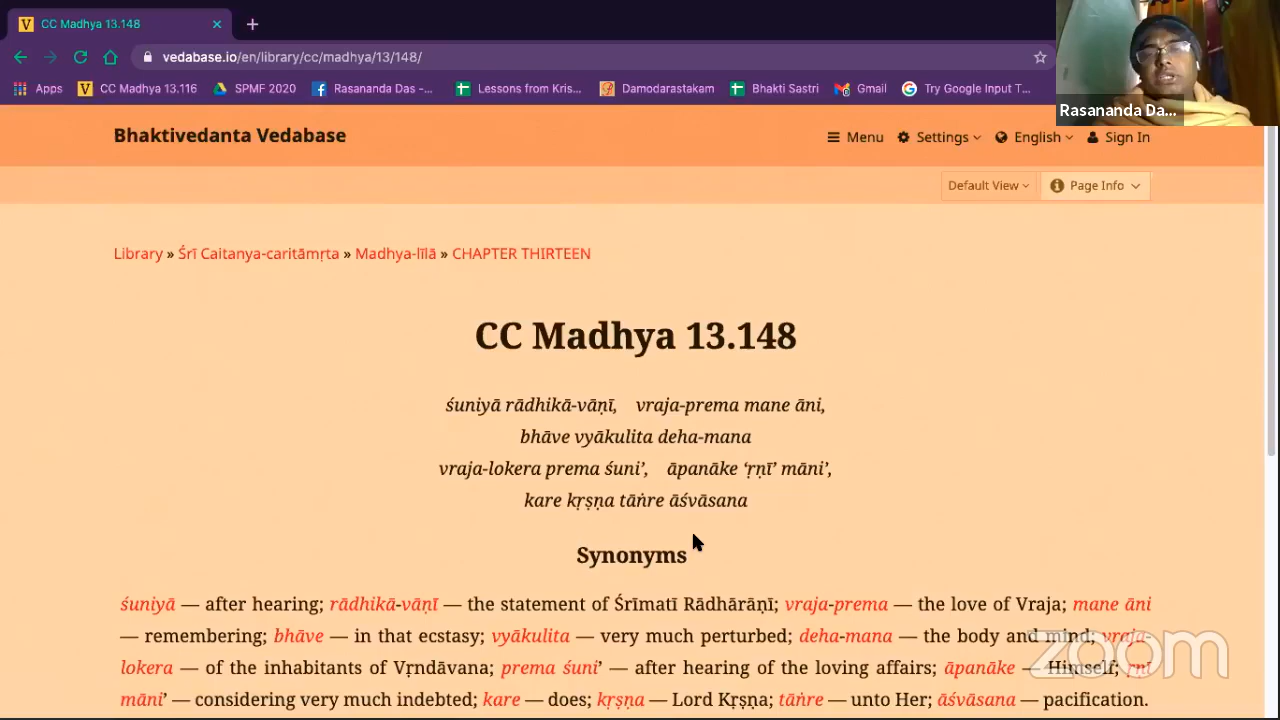 CC Madhya 13.148
vedabase.io/en/library/cc/madhya/13/148/
Apps CC Madhya 13.116 SPMF 2020 Rasananda Das -... Lessons from Kris... Damodarastakam Bhakti Sastri Gmail Try Google Input T...
Rasananda Da...
Bhaktivedanta Vedabase
Menu Settings English Sign In
Default View Page Info
Library » Śrī Caitanya-caritāmṛta » Madhya-līlā » CHAPTER THIRTEEN
CC Madhya 13.148
śuniyā rādhikā-vāṇī, vraja-prema mane āni,
bhāve vyākulita deha-mana
vraja-lokera prema śuni’, āpanāke ‘ṛṇī’ māni’,
kare kṛṣṇa tāṅre āśvāsana
Synonyms
śuniyā — after hearing; rādhikā-vāṇī — the statement of Śrīmatī Rādhārāṇī; vraja-prema — the love of Vraja; mane āni
— remembering; bhāve — in that ecstasy; vyākulita — very much perturbed; deha-mana — the body and mind; vraja-
lokera — of the inhabitants of Vṛndāvana; prema śuni’ — after hearing of the loving affairs; āpanāke — Himself; ṛṇī
māni’ — considering very much indebted; kare — does; kṛṣṇa — Lord Kṛṣṇa; tāṅre — unto Her; āśvāsana — pacification.
zoom